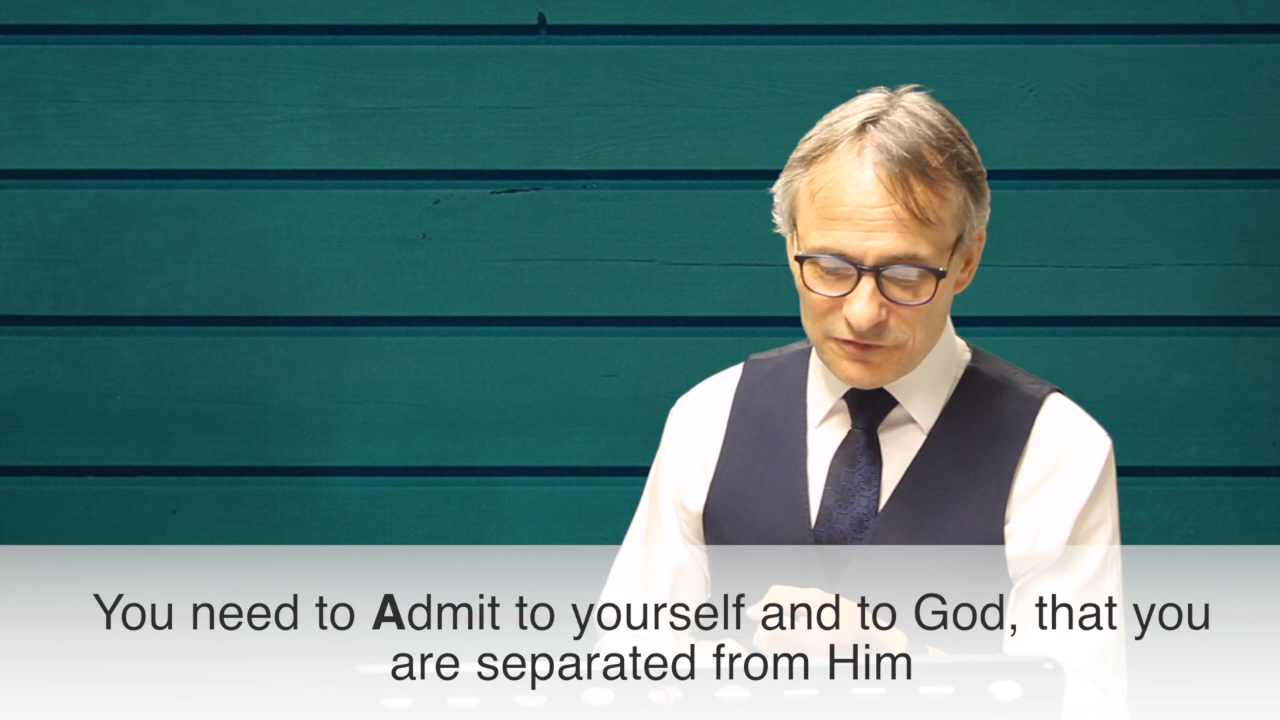 You need to Admit to yourself and to God, that you
are separated from Him